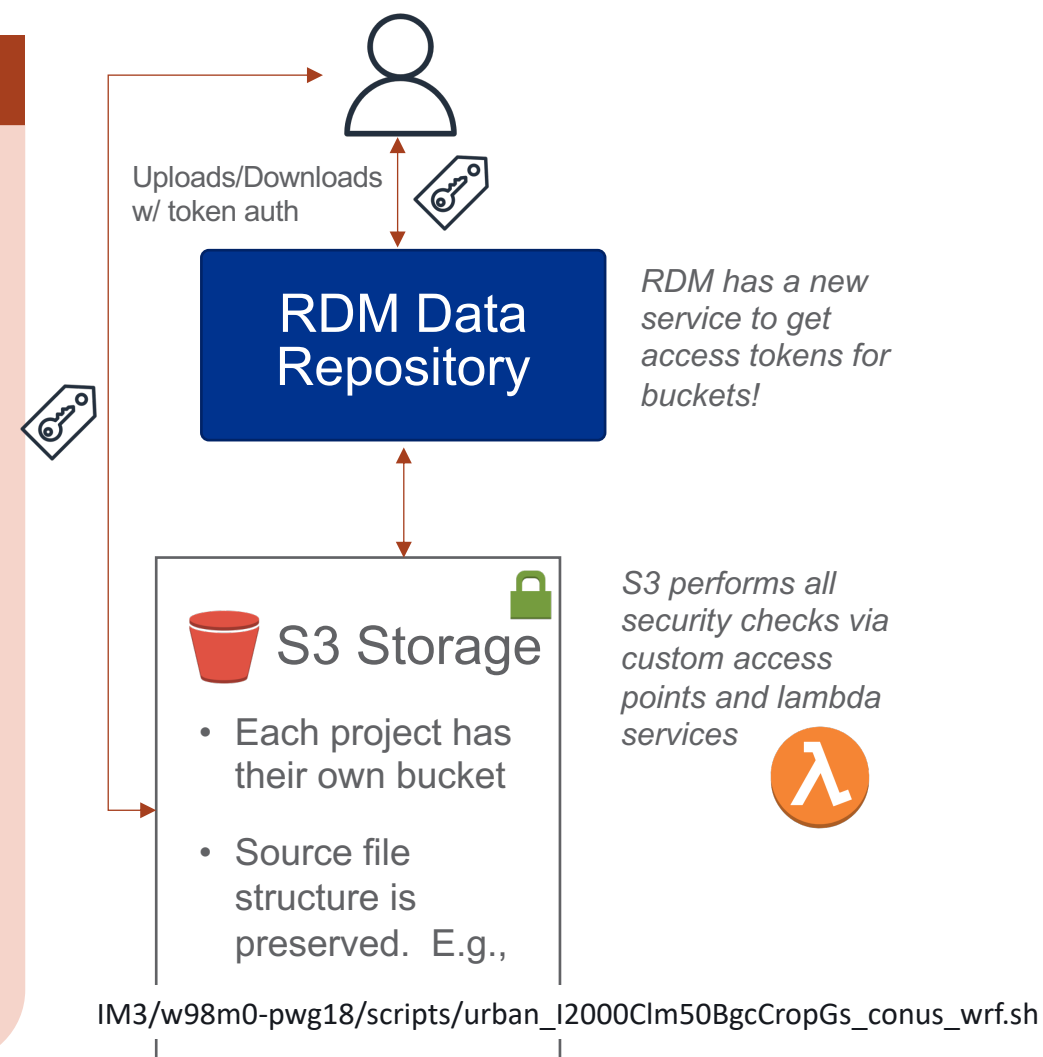 Uploads/Downloads
w/ token auth
RDM Data
Repository
RDM has a new
service to get
access tokens for
buckets!
S3 Storage
• Each project has
their own bucket
• Source file
structure is
preserved. E.g.,
S3 performs all
security checks via
custom access
points and lambda
services
λ
IM3/w98m0-pwg18/scripts/urban_I2000Clm50BgcCropGs_conus_wrf.sh